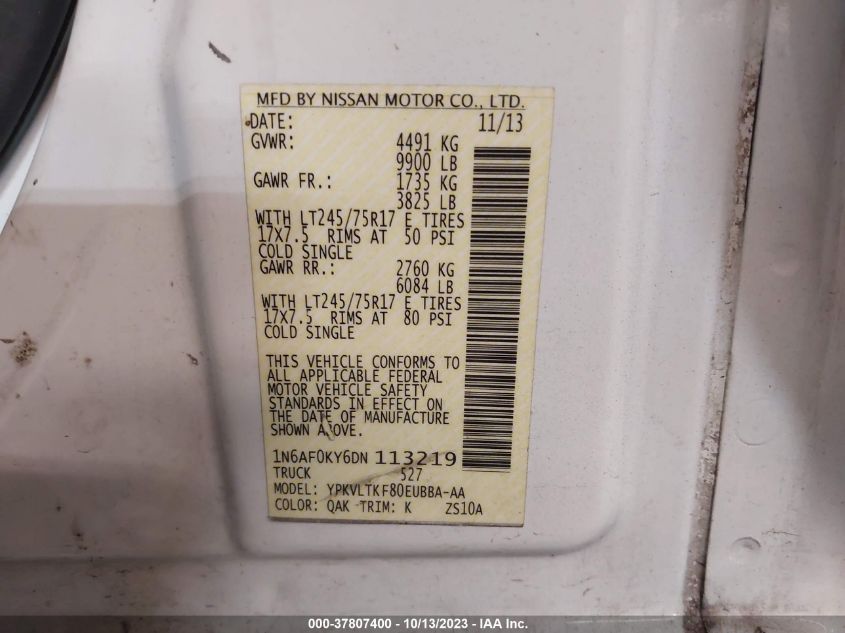 MFD BY NISSAN MOTOR CO., LTD.
DATE: 11/13
GVWR: 4491 KG
9900 LB
GAWR FR.: 1735 KG
3825 LB
WITH LT245/75R17 E TIRES
17X7.5 RIMS AT 50 PSI
COLD SINGLE
GAWR RR.: 2760 KG
6084 LB
WITH LT245/75R17 E TIRES
17X7.5 RIMS AT 80 PSI
COLD SINGLE
THIS VEHICLE CONFORMS TO
ALL APPLICABLE FEDERAL
MOTOR VEHICLE SAFETY
STANDARDS IN EFFECT ON
THE DATE OF MANUFACTURE
SHOWN ABOVE.
1N6AF0KY6DN 113219
TRUCK 527
MODEL: YPKVLTKF80EUBBA-AA
COLOR: QAK TRIM: K ZS10A
000-37807400 - 10/13/2023 - IAA Inc.